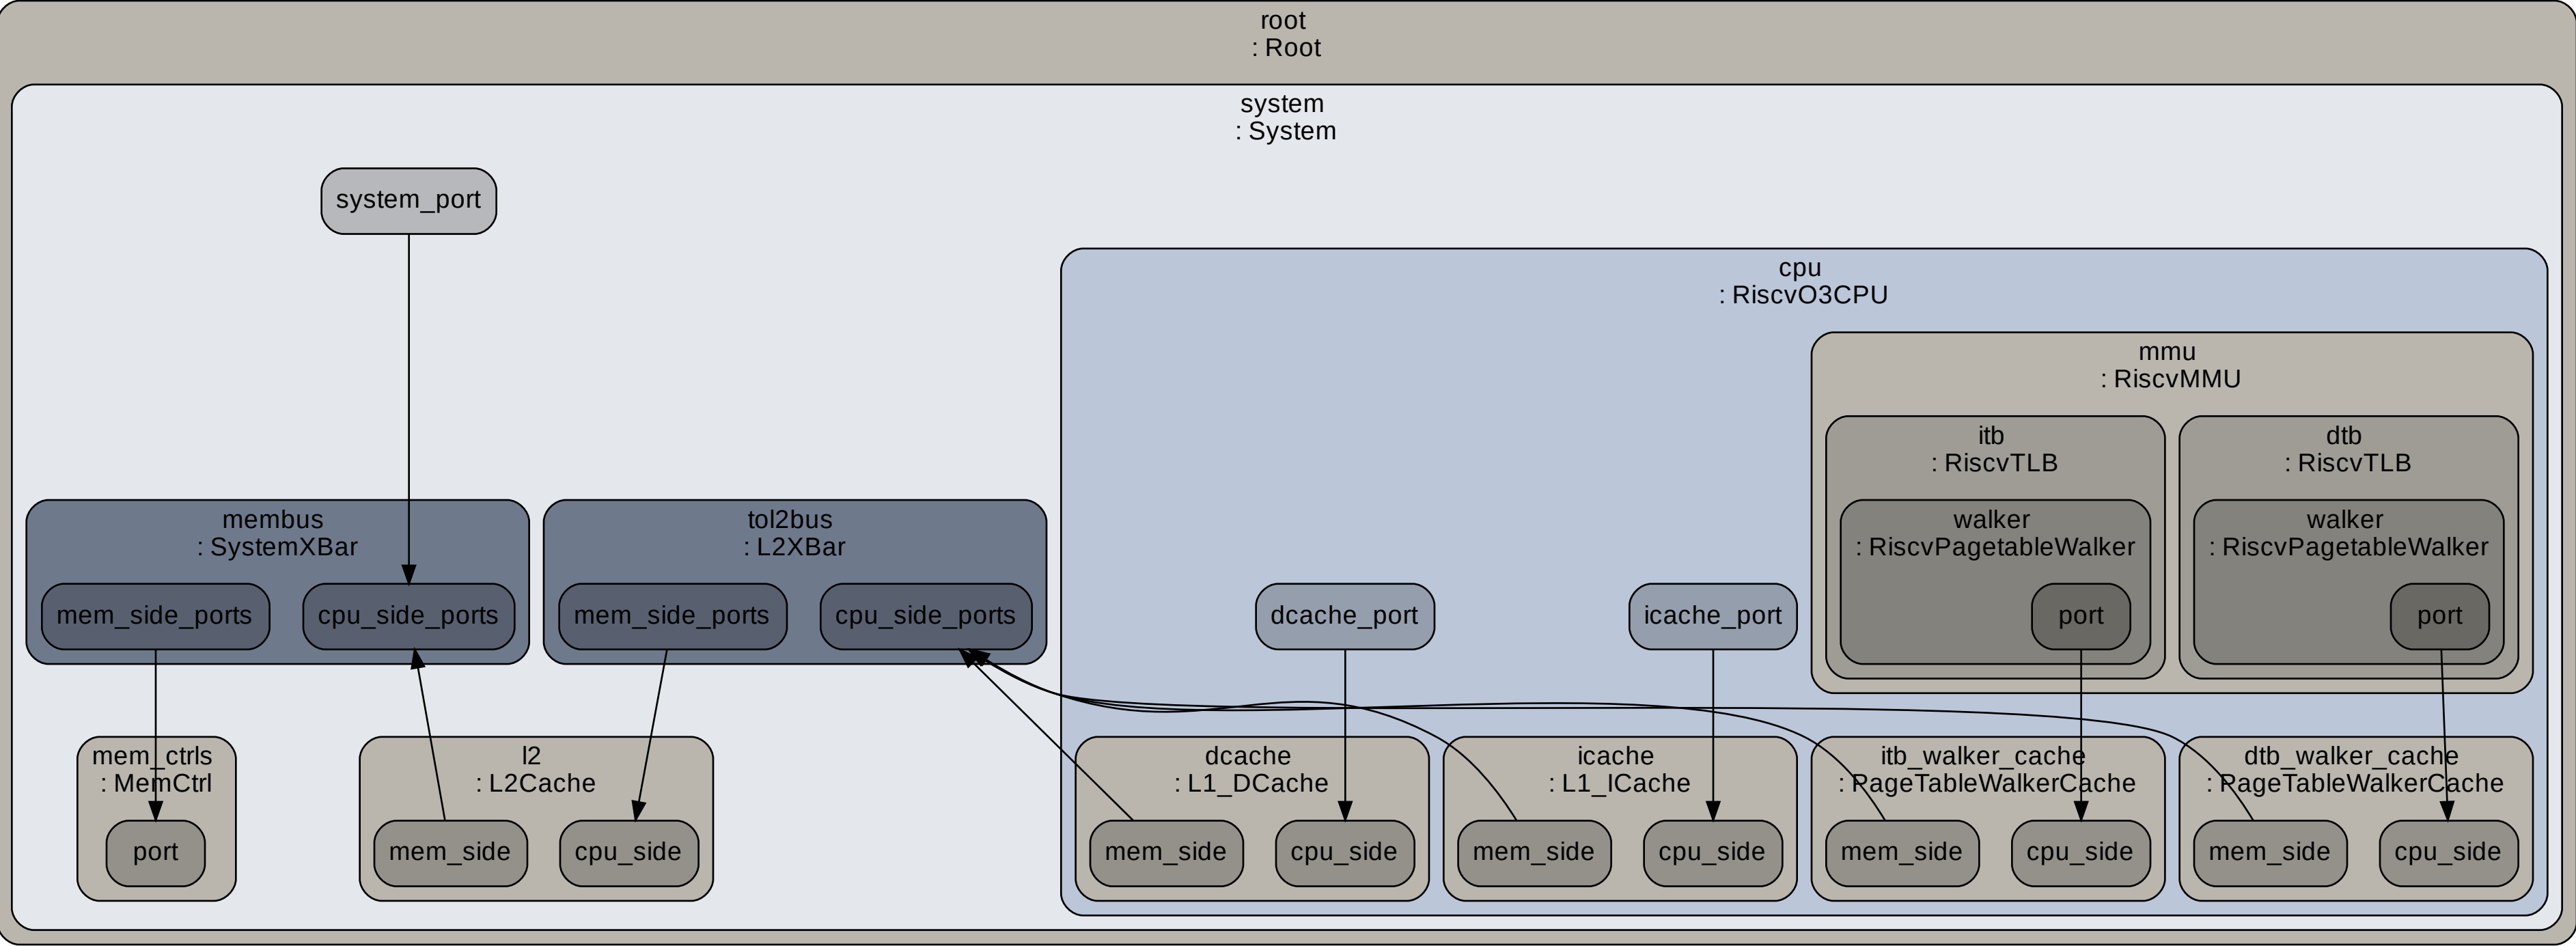 root
: Root
system
: System
system_port
cpu
: RiscvO3CPU
mmu
: RiscvMMU
itb
: RiscvTLB
dtb
: RiscvTLB
membus
: SystemXBar
tol2bus
: L2XBar
walker
: RiscvPagetableWalker
walker
: RiscvPagetableWalker
mem_side_ports
cpu_side_ports
mem_side_ports
cpu_side_ports
dcache_port
icache_port
port
port
mem_ctrls
: MemCtrl
l2
: L2Cache
dcache
: L1_DCache
icache
: L1_ICache
itb_walker_cache
: PageTableWalkerCache
dtb_walker_cache
: PageTableWalkerCache
port
mem_side
cpu_side
mem_side
cpu_side
mem_side
cpu_side
mem_side
cpu_side
mem_side
cpu_side